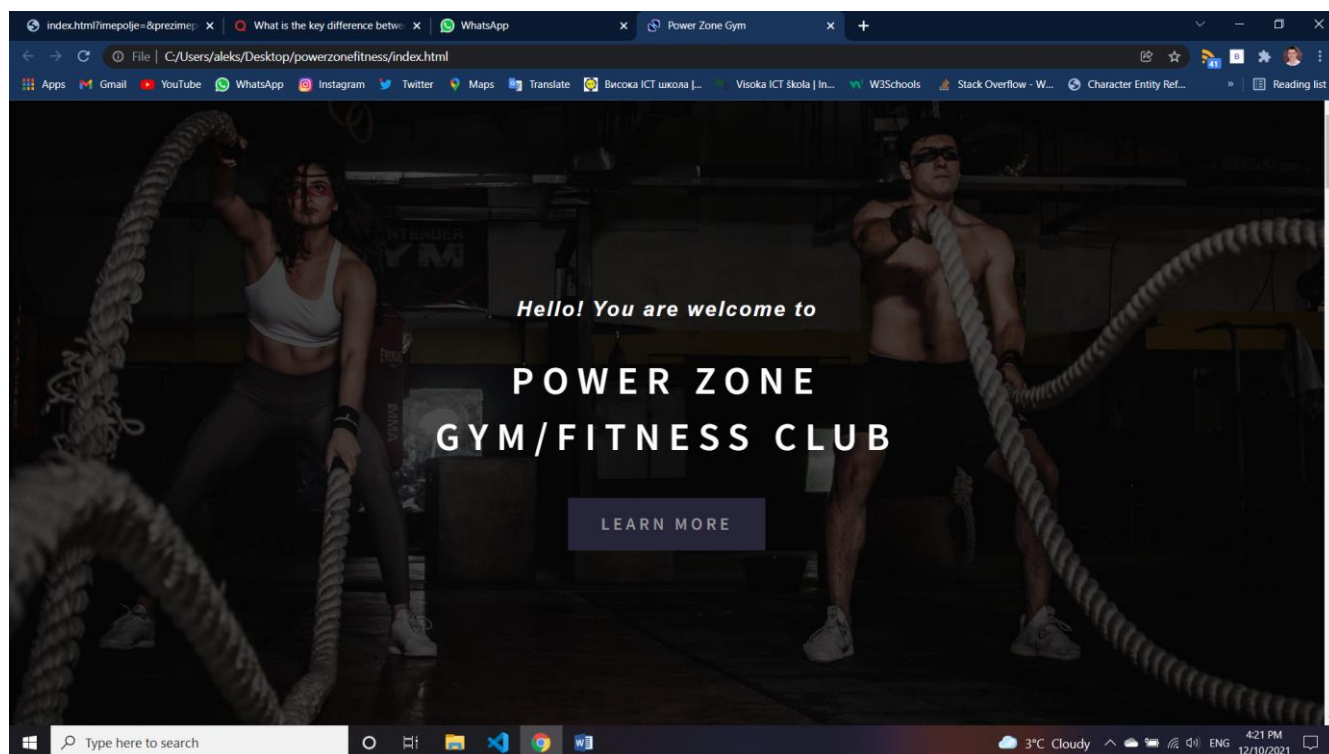 index.html?imepolje=&prezimep
What is the key difference betwe
WhatsApp
Power Zone Gym
File | C:/Users/aleks/Desktop/powerzonefitness/index.html
41
B
Apps
Gmail
YouTube
WhatsApp
Instagram
Twitter
Maps
Translate
Висока ICT школа |...
Visoka ICT škola | In...
W3Schools
Stack Overflow - W...
Character Entity Ref...
»
Reading list
Hello! You are welcome to
POWER ZONE
GYM/FITNESS CLUB
LEARN MORE
MMA
Type here to search
3°C Cloudy
ENG
4:21 PM
12/10/2021